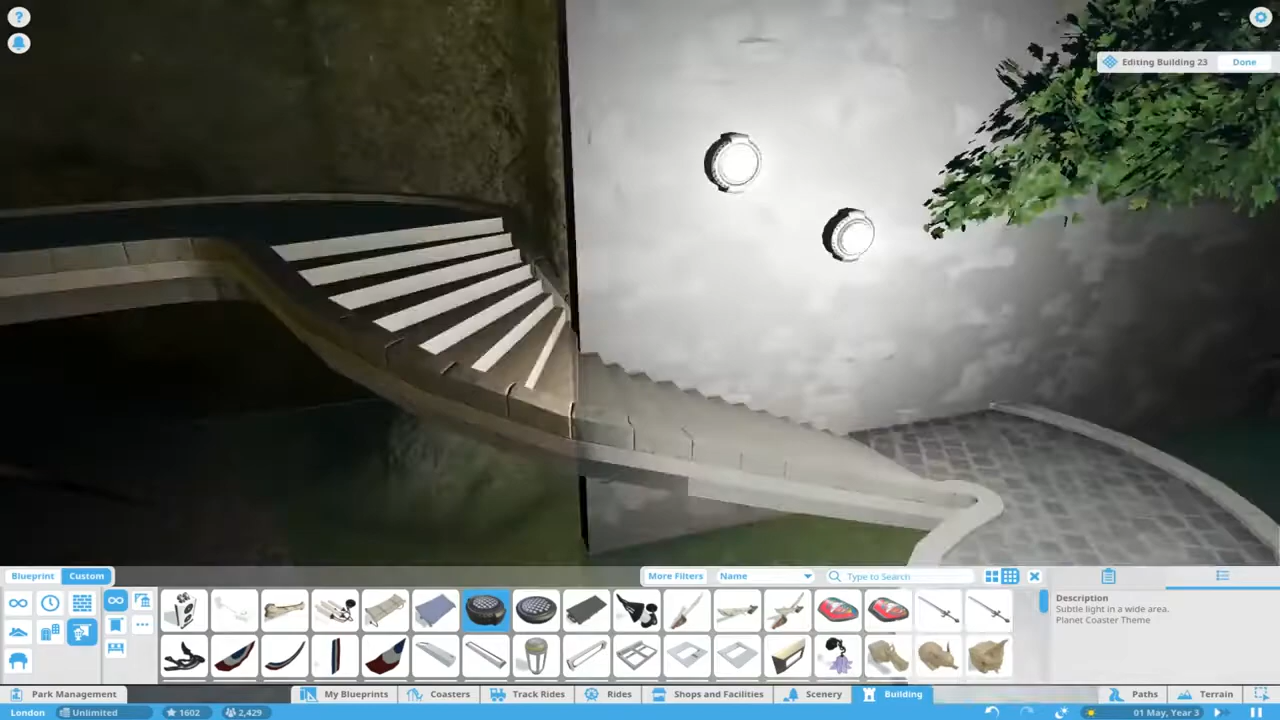 ?
Editing Building 23 Done
Blueprint Custom
More Filters Name Type to Search
Description
Subtle light in a wide area.
Planet Coaster Theme
Park Management My Blueprints Coasters Track Rides Rides Shops and Facilities Scenery Building Paths Terrain
London Unlimited 1602 2,429 01 May, Year 3